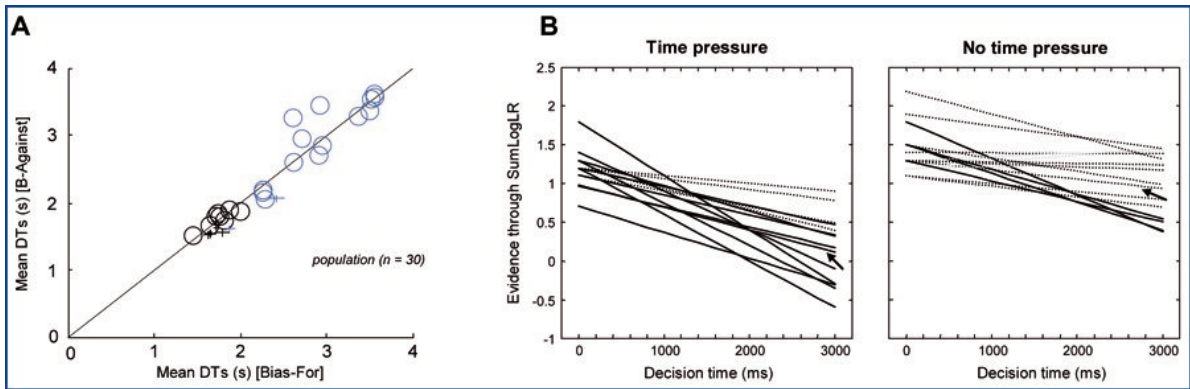 A
Mean DTs (s) [B-Against]
4
3
2
1
0
0 1 2 3 4
Mean DTs (s) [Bias-For]
population (n = 30)
B
Time pressure
No time pressure
Evidence through SumLogLR
2.5
2
1.5
1
0.5
0
-0.5
-1
0 1000 2000 3000
Decision time (ms)
0 1000 2000 3000
Decision time (ms)